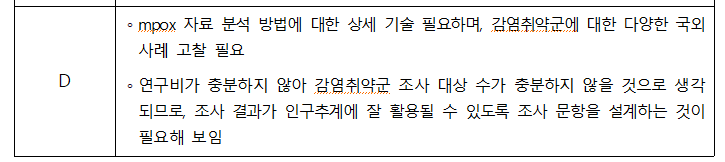 D
◦ mpox 자료 분석 방법에 대한 상세 기술 필요하며, 감염취약군에 대한 다양한 국외
사례 고찰 필요
◦ 연구비가 충분하지 않아 감염취약군 조사 대상 수가 충분하지 않을 것으로 생각
되므로, 조사 결과가 인구추계에 잘 활용될 수 있도록 조사 문항을 설계하는 것이
필요해 보임